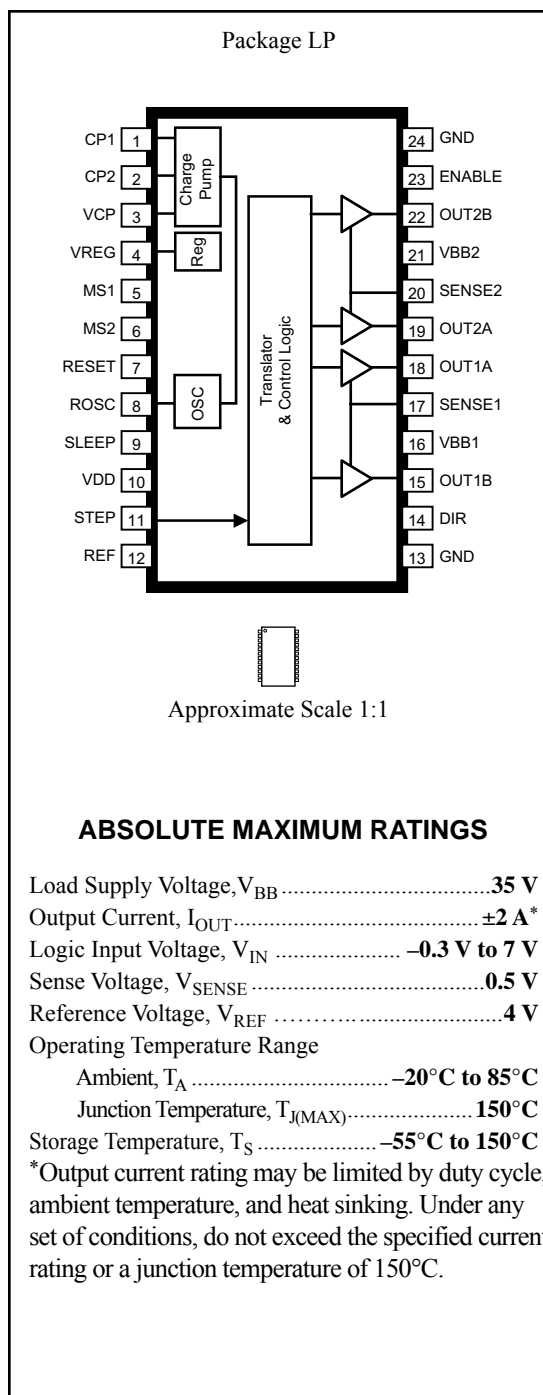 Package LP
CP1 1
CP2 2
VCP 3
VREG 4
MS1 5
MS2 6
RESET 7
ROSC 8
SLEEP 9
VDD 10
STEP 11
REF 12
Charge
Pump
Reg
OSC
Translator
& Control Logic
24 GND
23 ENABLE
22 OUT2B
21 VBB2
20 SENSE2
19 OUT2A
18 OUT1A
17 SENSE1
16 VBB1
15 OUT1B
14 DIR
13 GND
Approximate Scale 1:1
ABSOLUTE MAXIMUM RATINGS
Load Supply Voltage,VBB ................................... 35 V
Output Current, IOUT.............................................. ±2 A*
Logic Input Voltage, VIN ................... –0.3 V to 7 V
Sense Voltage, VSENSE ........................................ 0.5 V
Reference Voltage, VREF .................................... 4 V
Operating Temperature Range
Ambient, TA .............................. –20°C to 85°C
Junction Temperature, TJ(MAX)................... 150°C
Storage Temperature, TS .................. –55°C to 150°C
*Output current rating may be limited by duty cycle,
ambient temperature, and heat sinking. Under any
set of conditions, do not exceed the specified current
rating or a junction temperature of 150°C.